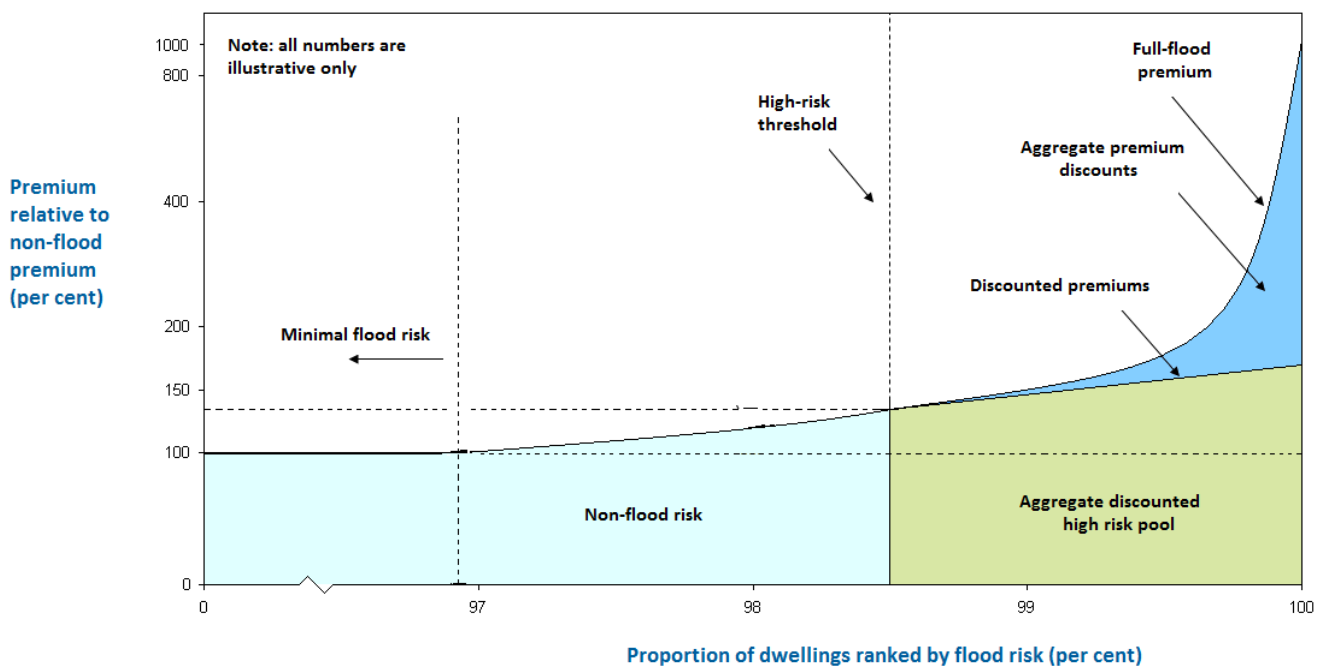 1000
800
400
200
150
100
0
Premium
relative to
non-flood
premium
(per cent)
Note: all numbers are
illustrative only
Minimal flood risk
High-risk
threshold
Full-flood
premium
Aggregate premium
discounts
Discounted premiums
Non-flood risk
Aggregate discounted
high risk pool
0 97 98 99 100
Proportion of dwellings ranked by flood risk (per cent)